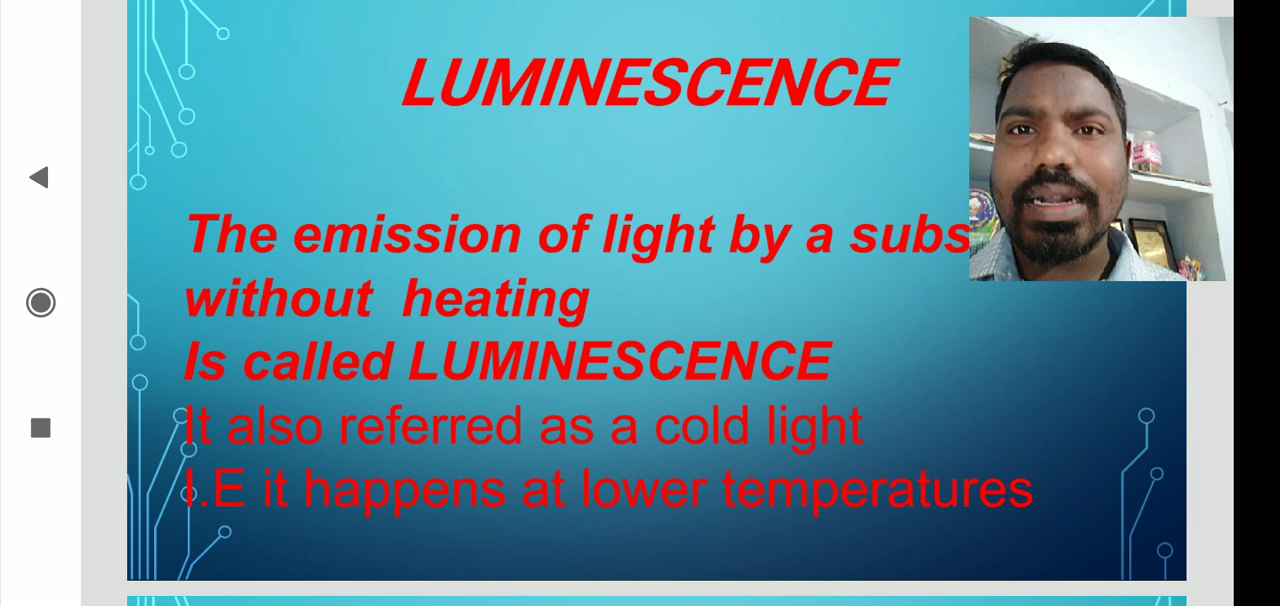 LUMINESCENCE
The emission of light by a subs
without heating
Is called LUMINESCENCE
It also referred as a cold light
I.E it happens at lower temperatures